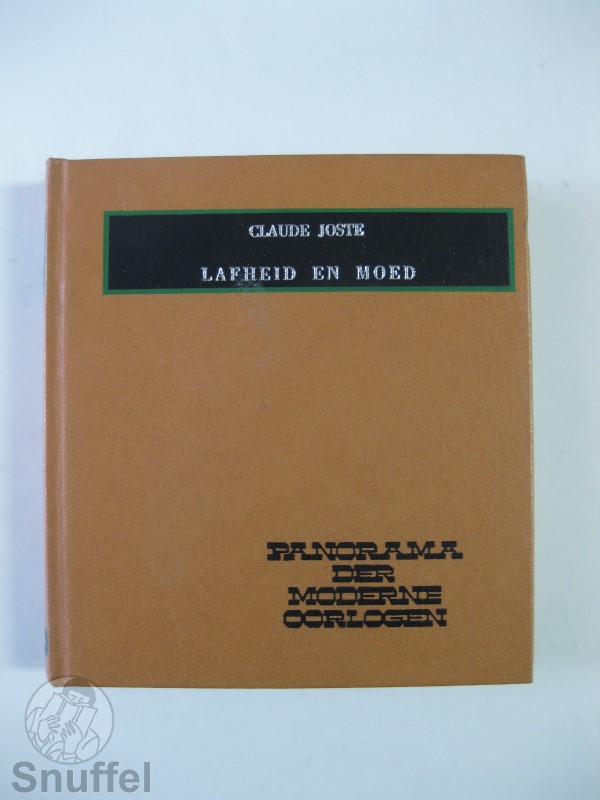 CLAUDE JOSTE
LAFHEID EN MOED
PANORAMA
DER
MODERNE
OORLOGEN
Snuffel